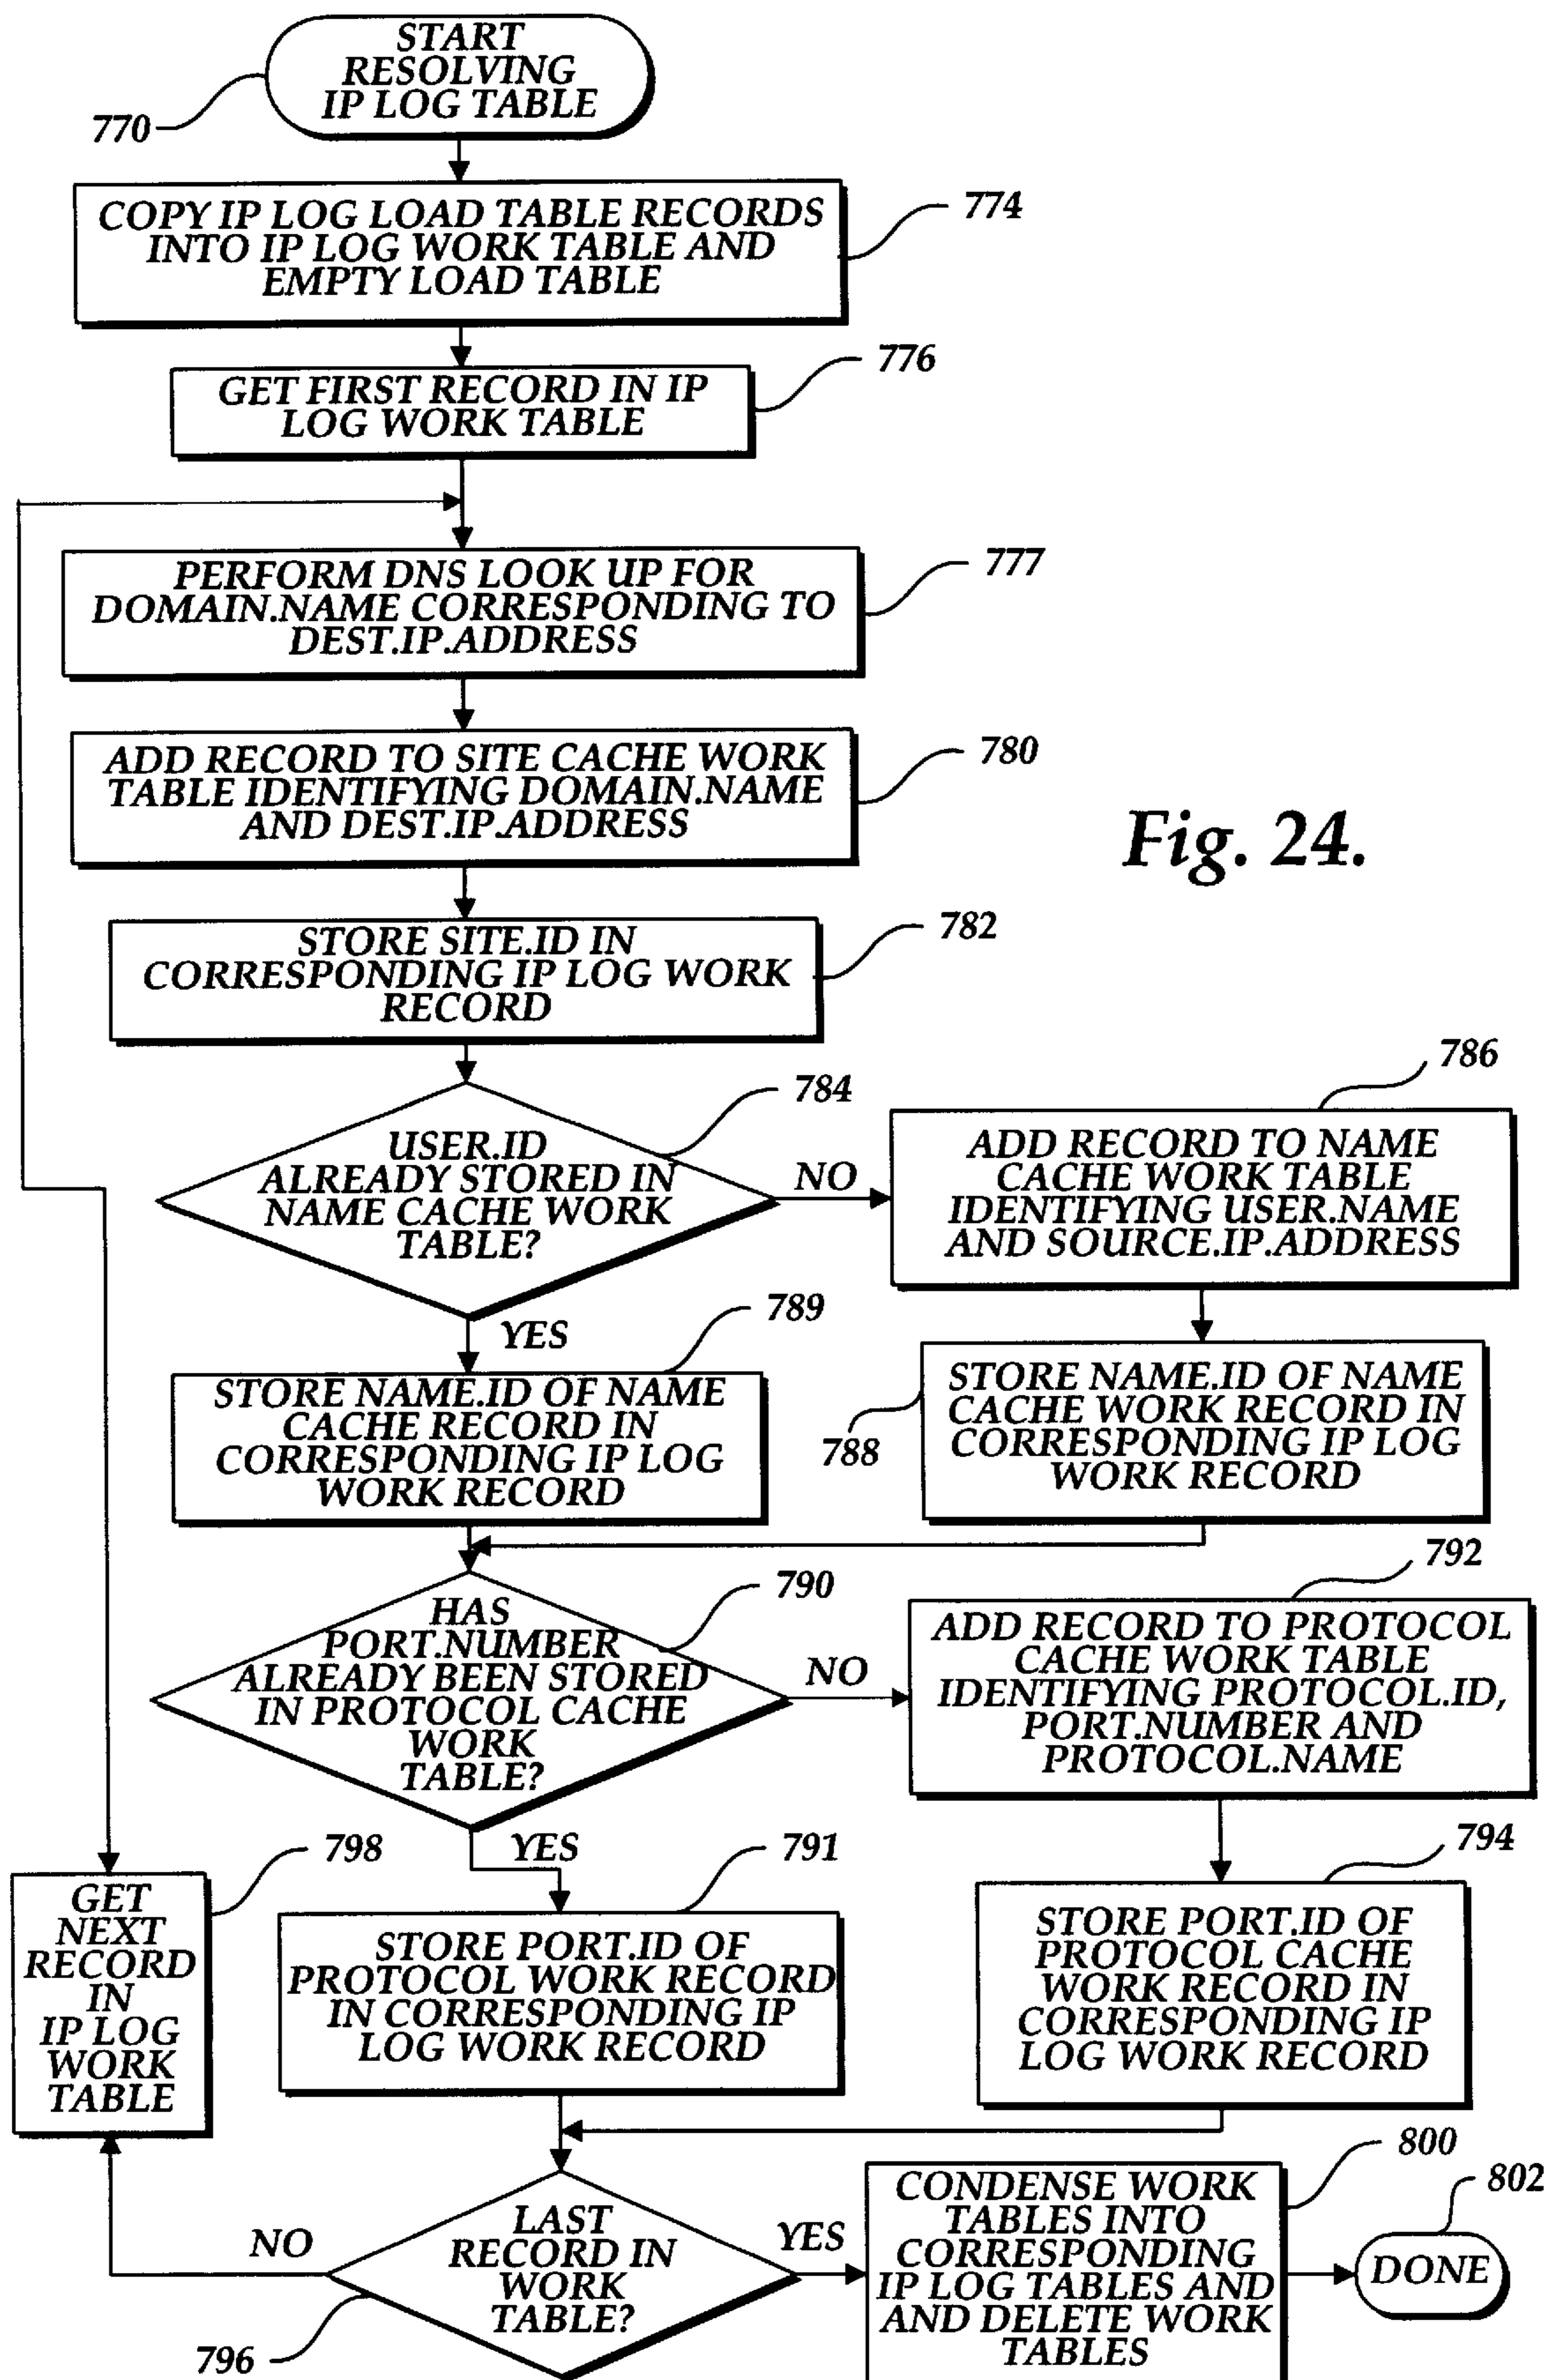 START
RESOLVING
IP LOG TABLE
770
COPY IP LOG LOAD TABLE RECORDS
INTO IP LOG WORK TABLE AND
EMPTY LOAD TABLE
774
GET FIRST RECORD IN IP
LOG WORK TABLE
776
PERFORM DNS LOOK UP FOR
DOMAIN.NAME CORRESPONDING TO
DEST.IP.ADDRESS
777
ADD RECORD TO SITE CACHE WORK
TABLE IDENTIFYING DOMAIN.NAME
AND DEST.IP.ADDRESS
780
Fig. 24.
STORE SITE.ID IN
CORRESPONDING IP LOG WORK
RECORD
782
USER.ID
ALREADY STORED IN
NAME CACHE WORK
TABLE?
784
NO
ADD RECORD TO NAME
CACHE WORK TABLE
IDENTIFYING USER.NAME
AND SOURCE.IP.ADDRESS
786
YES
STORE NAME.ID OF NAME
CACHE RECORD IN
CORRESPONDING IP LOG
WORK RECORD
789
STORE NAME.ID OF NAME
CACHE WORK RECORD IN
CORRESPONDING IP LOG
WORK RECORD
788
HAS
PORT.NUMBER
ALREADY BEEN STORED
IN PROTOCOL CACHE
WORK
TABLE?
790
NO
ADD RECORD TO PROTOCOL
CACHE WORK TABLE
IDENTIFYING PROTOCOL.ID,
PORT.NUMBER AND
PROTOCOL.NAME
792
YES
STORE PORT.ID OF
PROTOCOL WORK RECORD
IN CORRESPONDING IP
LOG WORK RECORD
791
STORE PORT.ID OF
PROTOCOL CACHE
WORK RECORD IN
CORRESPONDING IP
LOG WORK RECORD
794
GET
NEXT
RECORD
IN
IP LOG
WORK
TABLE
798
LAST
RECORD IN
WORK
TABLE?
796
NO
YES
CONDENSE WORK
TABLES INTO
CORRESPONDING
IP LOG TABLES AND
AND DELETE WORK
TABLES
800
DONE
802